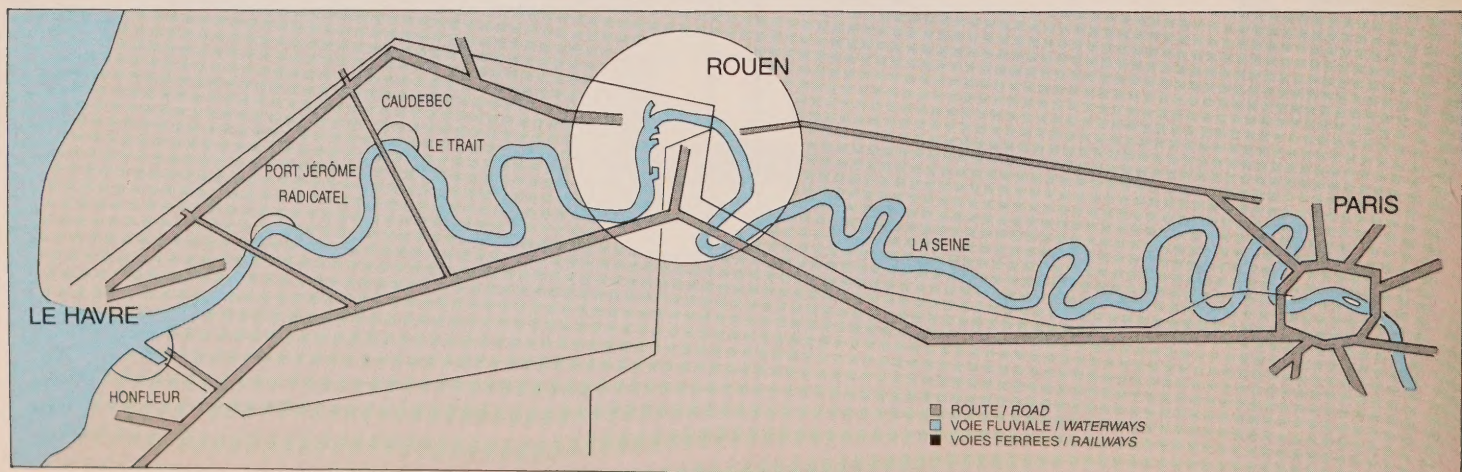 ROUEN
CAUDEBEC
LE TRAIT
PORT JÉRÔME
RADICATEL
PARIS
LA SEINE
LE HAVRE
HONFLEUR
ROUTE / ROAD
VOIE FLUVIALE / WATERWAYS
VOIES FERREES / RAILWAYS